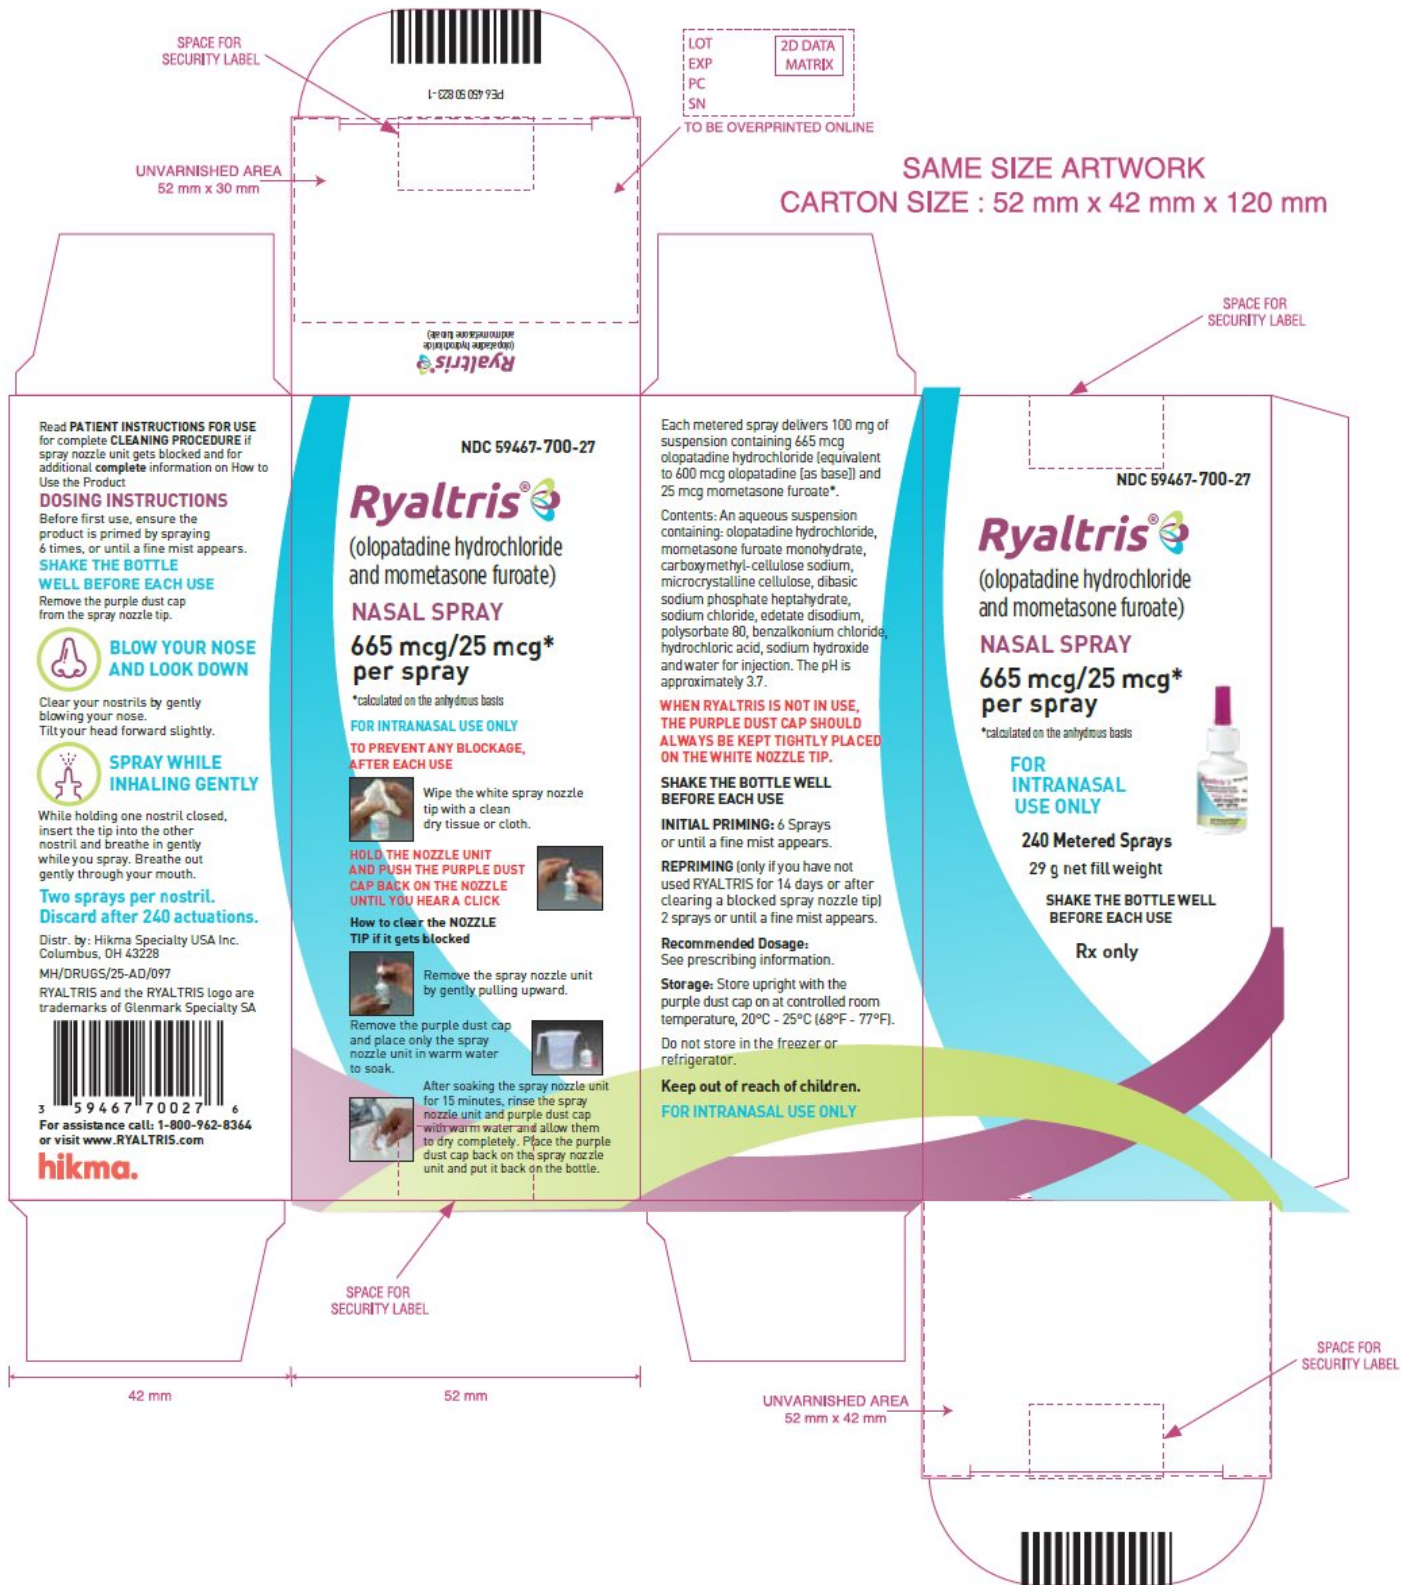 SPACE FOR
SECURITY LABEL
PE6 450 50 823-1
LOT
EXP
PC
SN
2D DATA
MATRIX
TO BE OVERPRINTED ONLINE
UNVARNISHED AREA
52 mm x 30 mm
SAME SIZE ARTWORK
CARTON SIZE : 52 mm x 42 mm x 120 mm
Ryaltris®
(olopatadine hydrochloride
and mometasone furoate)
SPACE FOR
SECURITY LABEL
Read PATIENT INSTRUCTIONS FOR USE
for complete CLEANING PROCEDURE if
spray nozzle unit gets blocked and for
additional complete information on How to
Use the Product
DOSING INSTRUCTIONS
Before first use, ensure the
product is primed by spraying
6 times, or until a fine mist appears.
SHAKE THE BOTTLE
WELL BEFORE EACH USE
Remove the purple dust cap
from the spray nozzle tip.
BLOW YOUR NOSE
AND LOOK DOWN
Clear your nostrils by gently
blowing your nose.
Tilt your head forward slightly.
SPRAY WHILE
INHALING GENTLY
While holding one nostril closed,
insert the tip into the other
nostril and breathe in gently
while you spray. Breathe out
gently through your mouth.
Two sprays per nostril.
Discard after 240 actuations.
Distr. by: Hikma Specialty USA Inc.
Columbus, OH 43228
MH/DRUGS/25-AD/097
RYALTRIS and the RYALTRIS logo are
trademarks of Glenmark Specialty SA
3 59467 70027 6
For assistance call: 1-800-962-8364
or visit www.RYALTRIS.com
hikma.
NDC 59467-700-27
Ryaltris®
(olopatadine hydrochloride
and mometasone furoate)
NASAL SPRAY
665 mcg/25 mcg*
per spray
*calculated on the anhydrous basis
FOR INTRANASAL USE ONLY
TO PREVENT ANY BLOCKAGE,
AFTER EACH USE
Wipe the white spray nozzle
tip with a clean
dry tissue or cloth.
HOLD THE NOZZLE UNIT
AND PUSH THE PURPLE DUST
CAP BACK ON THE NOZZLE
UNTIL YOU HEAR A CLICK
How to clear the NOZZLE
TIP if it gets blocked
Remove the spray nozzle unit
by gently pulling upward.
Remove the purple dust cap
and place only the spray
nozzle unit in warm water
to soak.
After soaking the spray nozzle unit
for 15 minutes, rinse the spray
nozzle unit and purple dust cap
with warm water and allow them
to dry completely. Place the purple
dust cap back on the spray nozzle
unit and put it back on the bottle.
Each metered spray delivers 100 mg of
suspension containing 665 mcg
olopatadine hydrochloride (equivalent
to 600 mcg olopatadine [as base]) and
25 mcg mometasone furoate*.
Contents: An aqueous suspension
containing: olopatadine hydrochloride,
mometasone furoate monohydrate,
carboxymethyl-cellulose sodium,
microcrystalline cellulose, dibasic
sodium phosphate heptahydrate,
sodium chloride, edetate disodium,
polysorbate 80, benzalkonium chloride,
hydrochloric acid, sodium hydroxide
and water for injection. The pH is
approximately 3.7.
WHEN RYALTRIS IS NOT IN USE,
THE PURPLE DUST CAP SHOULD
ALWAYS BE KEPT TIGHTLY PLACED
ON THE WHITE NOZZLE TIP.
SHAKE THE BOTTLE WELL
BEFORE EACH USE
INITIAL PRIMING: 6 Sprays
or until a fine mist appears.
REPRIMING (only if you have not
used RYALTRIS for 14 days or after
clearing a blocked spray nozzle tip)
2 sprays or until a fine mist appears.
Recommended Dosage:
See prescribing information.
Storage: Store upright with the
purple dust cap on at controlled room
temperature, 20°C - 25°C (68°F - 77°F).
Do not store in the freezer or
refrigerator.
Keep out of reach of children.
FOR INTRANASAL USE ONLY
NDC 59467-700-27
Ryaltris®
(olopatadine hydrochloride
and mometasone furoate)
NASAL SPRAY
665 mcg/25 mcg*
per spray
*calculated on the anhydrous basis
FOR
INTRANASAL
USE ONLY
240 Metered Sprays
29 g net fill weight
SHAKE THE BOTTLE WELL
BEFORE EACH USE
Rx only
SPACE FOR
SECURITY LABEL
42 mm
52 mm
UNVARNISHED AREA
52 mm x 42 mm
SPACE FOR
SECURITY LABEL